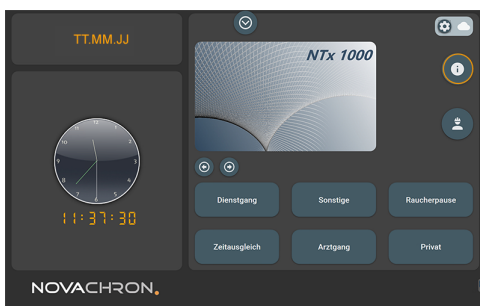 TT.MM.JJ
NTx 1000
11:37:30
Dienstgang
Sonstige
Raucherpause
Zeitausgleich
Arztgang
Privat
NOVACHRON.